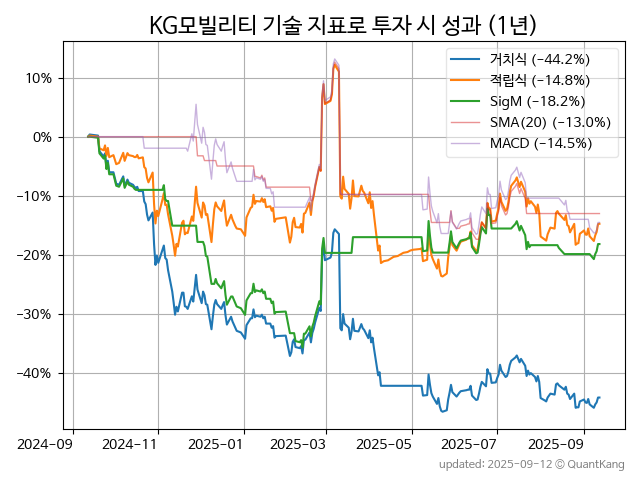 KG모빌리티 기술 지표로 투자 시 성과 (1년)
거치식 (−44.2%)
적립식 (−14.8%)
SigM (−18.2%)
SMA(20) (−13.0%)
MACD (−14.5%)
10%
0%
−10%
−20%
−30%
−40%
2024-09 2024-11 2025-01 2025-03 2025-05 2025-07 2025-09
updated: 2025-09-12 © QuantKang